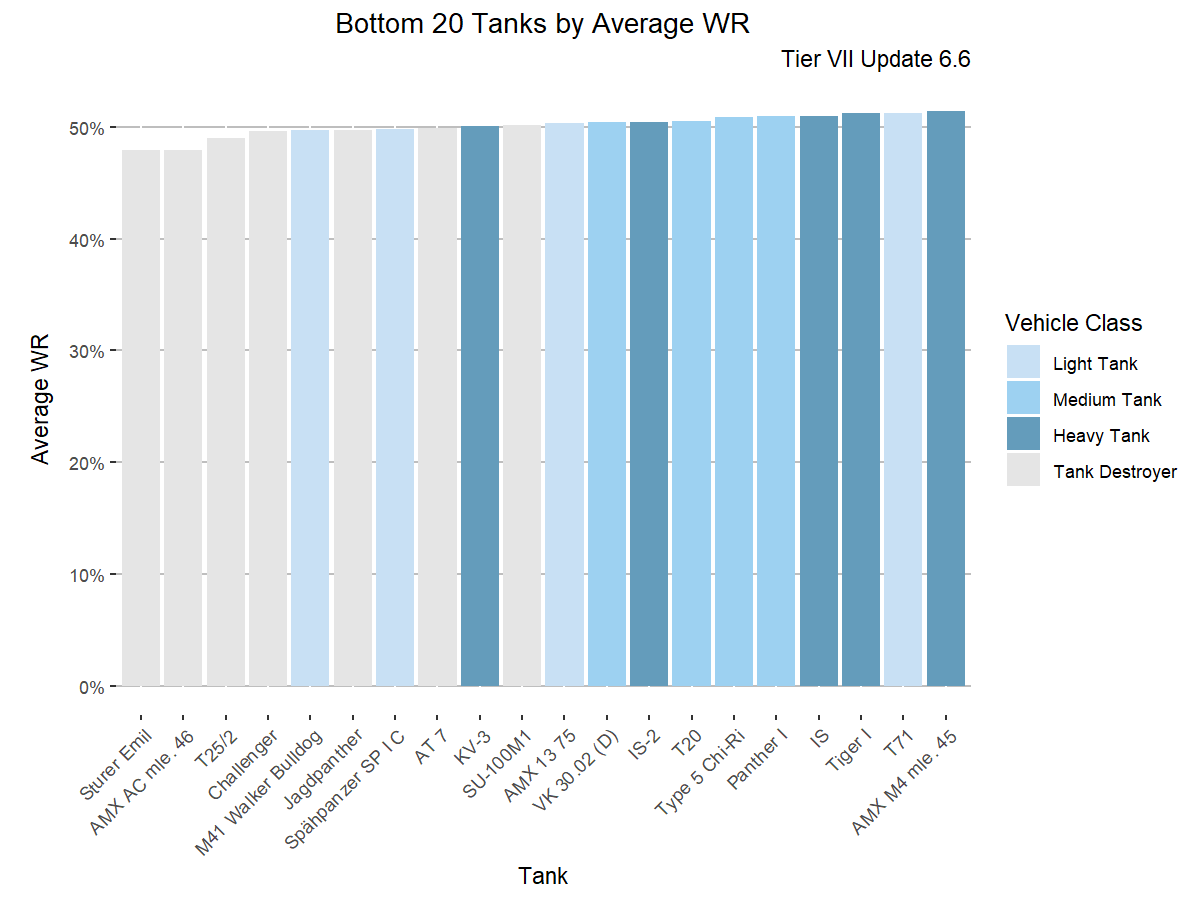 Bottom 20 Tanks by Average WR
Tier VII Update 6.6
50%
40%
30%
20%
10%
0%
Average WR
Sturer Emil
AMX AC mle. 46
T25/2
Challenger
M41 Walker Bulldog
Jagdpanther
Spähpanzer SP I C
AT 7
KV-3
SU-100M1
AMX 13 75
VK 30.02 (D)
IS-2
T20
Type 5 Chi-Ri
Panther I
IS
Tiger I
T71
AMX M4 mle. 45
Tank
Vehicle Class
Light Tank
Medium Tank
Heavy Tank
Tank Destroyer